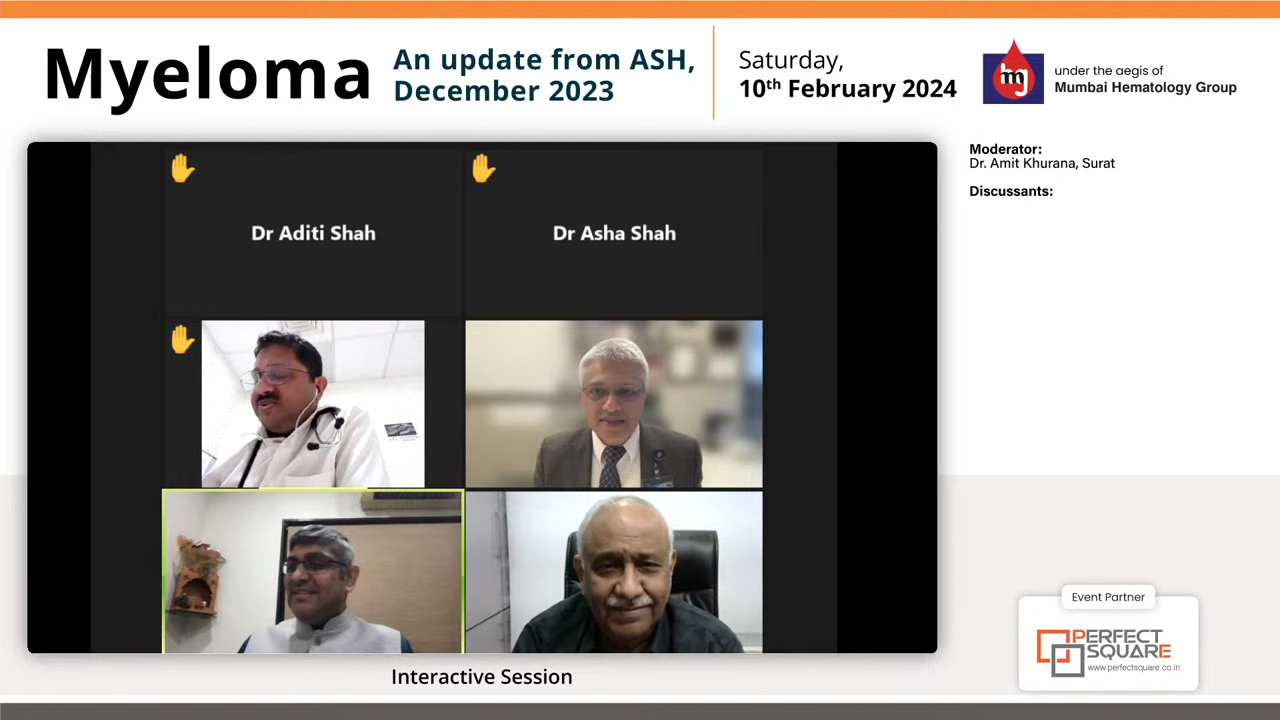 Myeloma
An update from ASH,
December 2023
Saturday,
10th February 2024
mg
under the aegis of
Mumbai Hematology Group
Moderator:
Dr. Amit Khurana, Surat
Discussants:
Dr Aditi Shah
Dr Asha Shah
Interactive Session
Event Partner
PERFECT
SQUARE
www.perfectsquare.co.in